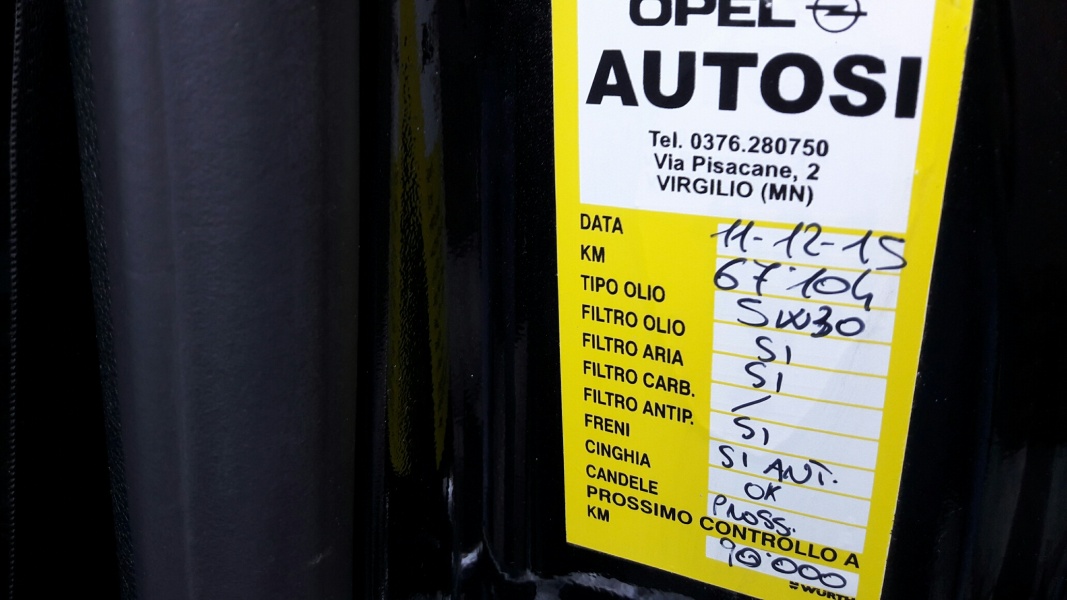 OPEL
AUTOSI
Tel. 0376.280750
Via Pisacane, 2
VIRGILIO (MN)
DATA 11-12-15
KM 67'104
TIPO OLIO 5W30
FILTRO OLIO SI
FILTRO ARIA SI
FILTRO CARB. /
FILTRO ANTIP. SI
FRENI SI ANT.
CINGHIA OK
CANDELE PROSS.
PROSSIMO CONTROLLO A
KM 90'000
WÜRTH